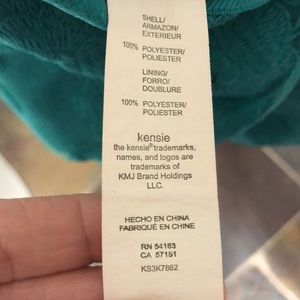 SHELL/
ARMAZON/
EXTERIEUR
100% POLYESTER/
POLIESTER
LINING/
FORRO/
DOUBLURE
100% POLYESTER/
POLIESTER
kensie
the kensie® trademarks,
names, and logos are
trademarks of
KMJ Brand Holdings
LLC.
HECHO EN CHINA
FABRIQUÉ EN CHINE
RN 54163
CA 57151
KS3K7862